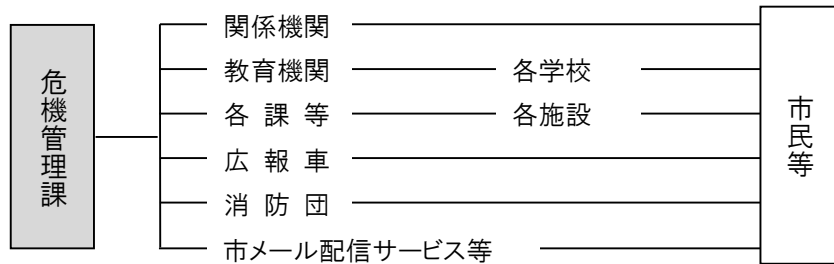 危機管理課
関係機関
教育機関 各学校
各課等 各施設
広報車
消防団
市メール配信サービス等
市民等